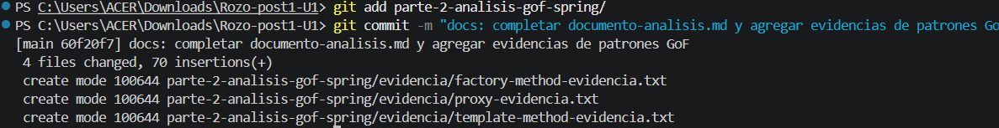 PS C:\Users\ACER\Downloads\Rozo-post1-U1> git add parte-2-analisis-gof-spring/
PS C:\Users\ACER\Downloads\Rozo-post1-U1> git commit -m "docs: completar documento-analisis.md y agregar evidencias de patrones Go
[main 60f20f7] docs: completar documento-analisis.md y agregar evidencias de patrones GoF
4 files changed, 70 insertions(+)
create mode 100644 parte-2-analisis-gof-spring/evidencia/factory-method-evidencia.txt
create mode 100644 parte-2-analisis-gof-spring/evidencia/proxy-evidencia.txt
create mode 100644 parte-2-analisis-gof-spring/evidencia/template-method-evidencia.txt